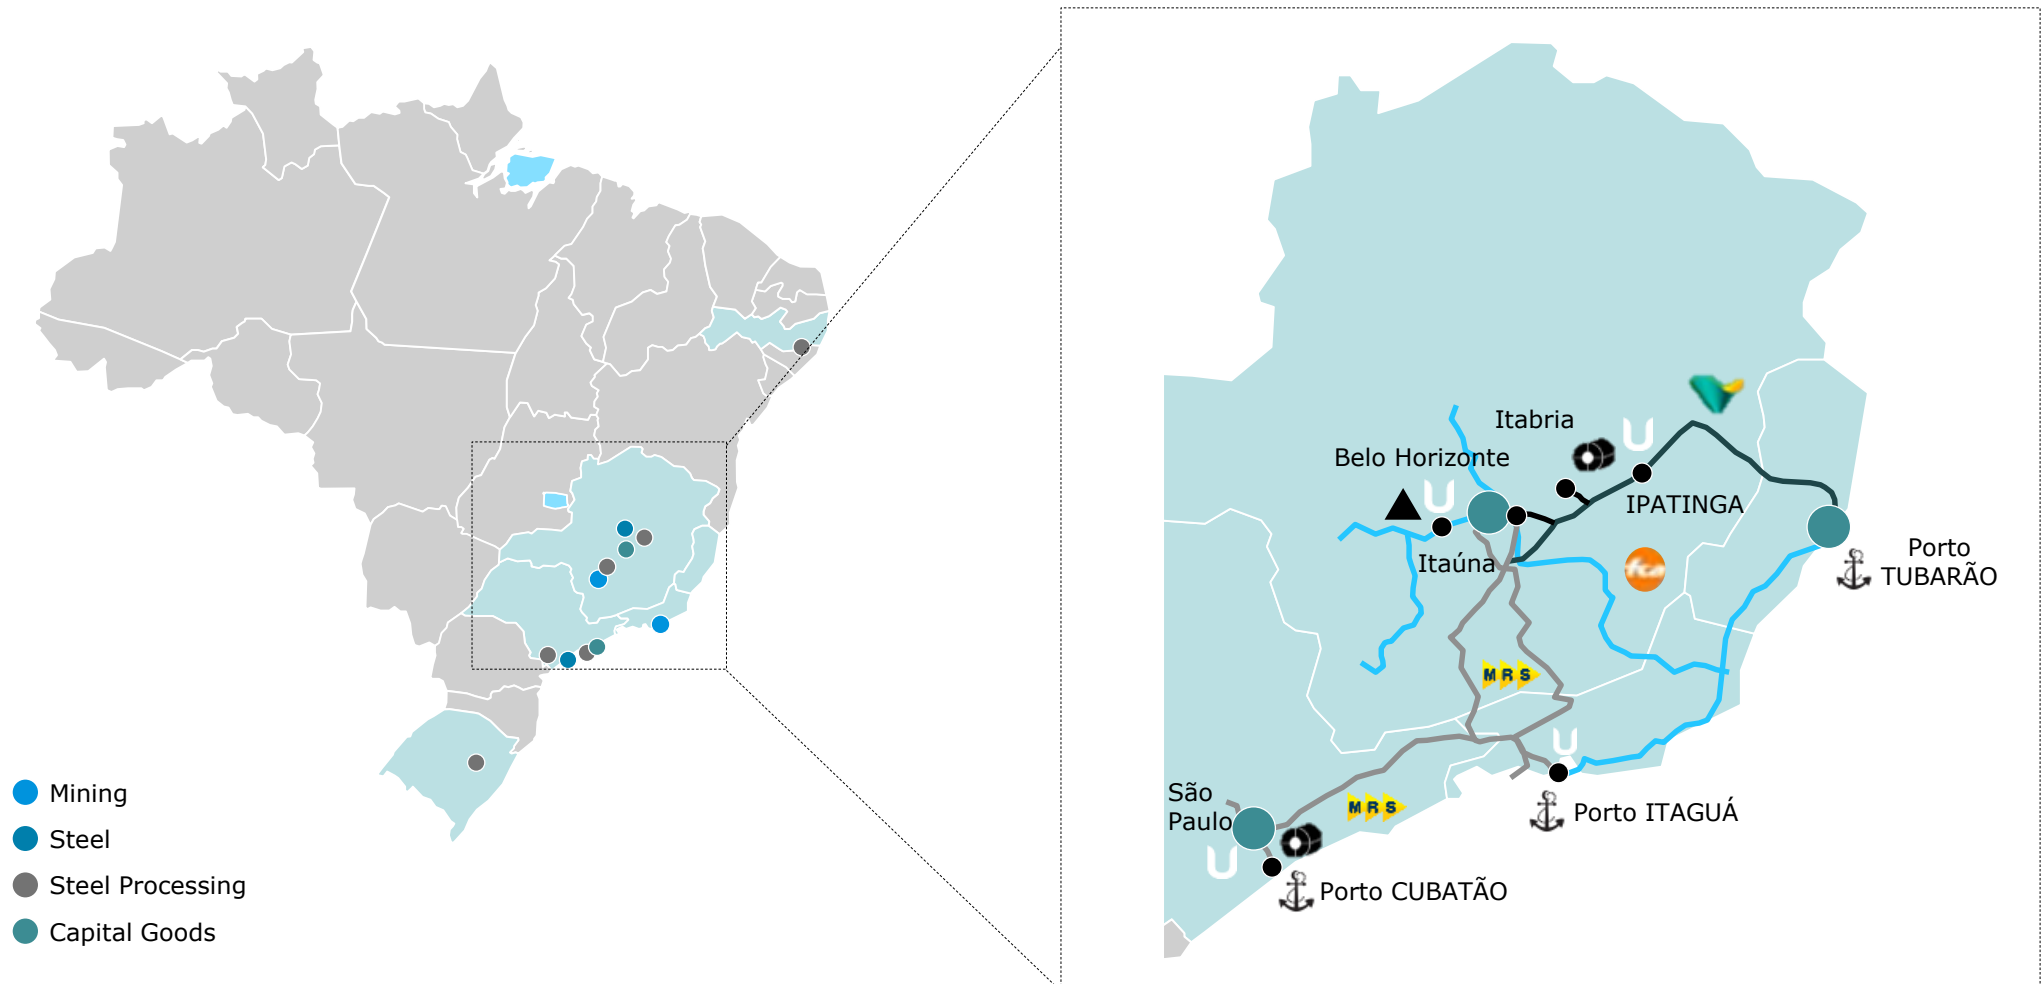 Mining
Steel
Steel Processing
Capital Goods
Itabria
Belo Horizonte
IPATINGA
Itaúna
Porto
TUBARÃO
fca
MRS
São
Paulo
MRS
Porto ITAGUÁ
Porto CUBATÃO
U
U
U
U